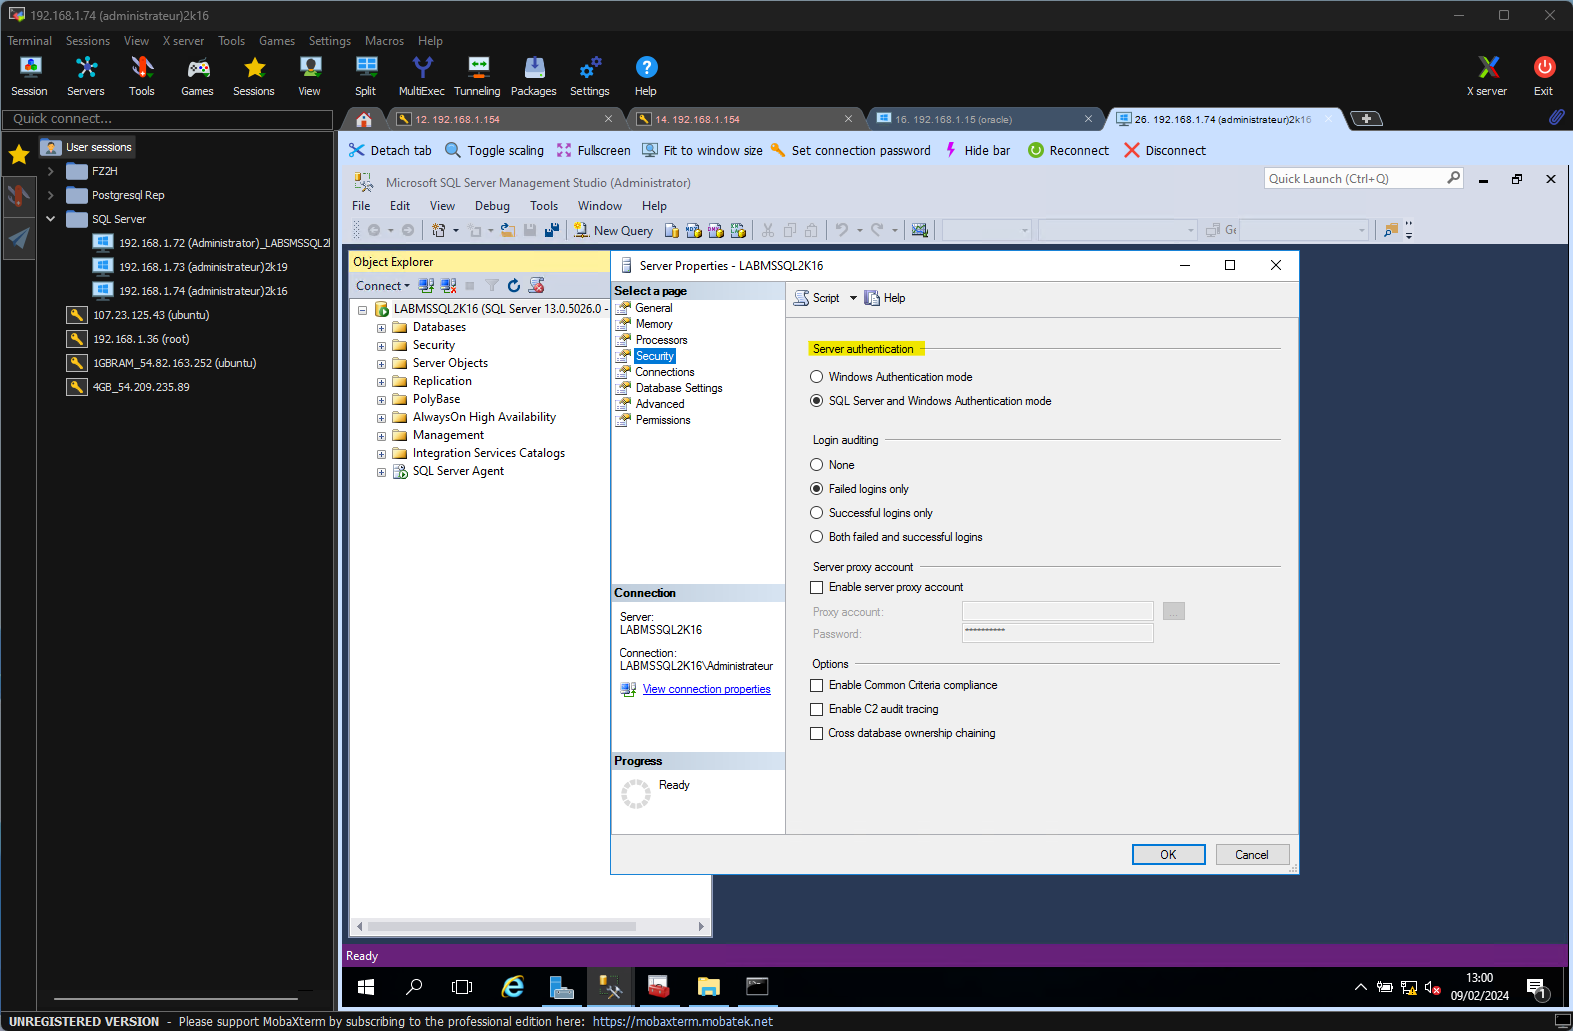 192.168.1.74 (administrateur)2k16
Terminal Sessions View X server Tools Games Settings Macros Help
Session Servers Tools Games Sessions View Split MultiExec Tunneling Packages Settings Help X server Exit
Quick connect...
12. 192.168.1.154
14. 192.168.1.154
16. 192.168.1.15 (oracle)
26. 192.168.1.74 (administrateur)2k16
User sessions
FZ2H
Postgresql Rep
SQL Server
192.168.1.72 (Administrator)_LABSMSSQL2
192.168.1.73 (administrateur)2k19
192.168.1.74 (administrateur)2k16
107.23.125.43 (ubuntu)
192.168.1.36 (root)
1GBRAM_54.82.163.252 (ubuntu)
4GB_54.209.235.89
Detach tab Toggle scaling Fullscreen Fit to window size Set connection password Hide bar Reconnect Disconnect
Microsoft SQL Server Management Studio (Administrator)
Quick Launch (Ctrl+Q)
File Edit View Debug Tools Window Help
New Query
Object Explorer
Connect
LABMSSQL2K16 (SQL Server 13.0.5026.0 -
Databases
Security
Server Objects
Replication
PolyBase
AlwaysOn High Availability
Management
Integration Services Catalogs
SQL Server Agent
Server Properties - LABMSSQL2K16
Select a page
General
Memory
Processors
Security
Connections
Database Settings
Advanced
Permissions
Connection
Server:
LABMSSQL2K16
Connection:
LABMSSQL2K16\Administrateur
View connection properties
Progress
Ready
Script Help
Server authentication
Windows Authentication mode
SQL Server and Windows Authentication mode
Login auditing
None
Failed logins only
Successful logins only
Both failed and successful logins
Server proxy account
Enable server proxy account
Proxy account:
...
Password:
**********
Options
Enable Common Criteria compliance
Enable C2 audit tracing
Cross database ownership chaining
OK Cancel
Ready
13:00
09/02/2024
1
UNREGISTERED VERSION - Please support MobaXterm by subscribing to the professional edition here: https://mobaxterm.mobatek.net